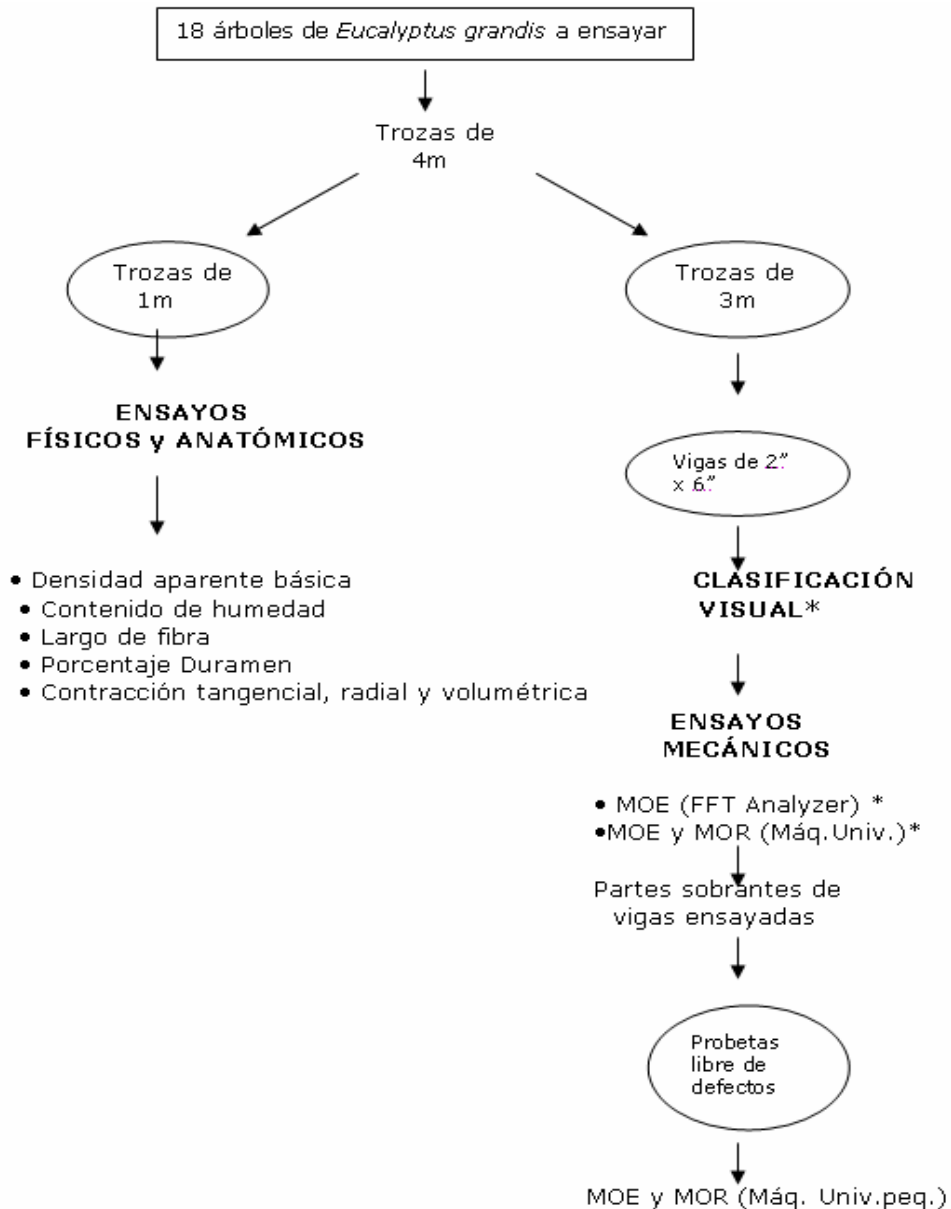 18 árboles de Eucalyptus grandis a ensayar
Trozas de
4m
Trozas de
1m
ENSAYOS
FÍSICOS y ANATÓMICOS
• Densidad aparente básica
• Contenido de humedad
• Largo de fibra
• Porcentaje Duramen
• Contracción tangencial, radial y volumétrica
Trozas de
3m
Vigas de 2”
x 6”
CLASIFICACIÓN
VISUAL*
ENSAYOS
MECÁNICOS
• MOE (FFT Analyzer) *
•MOE y MOR (Máq.Univ.)*
Partes sobrantes de
vigas ensayadas
Probetas
libre de
defectos
MOE y MOR (Máq. Univ.peq.)